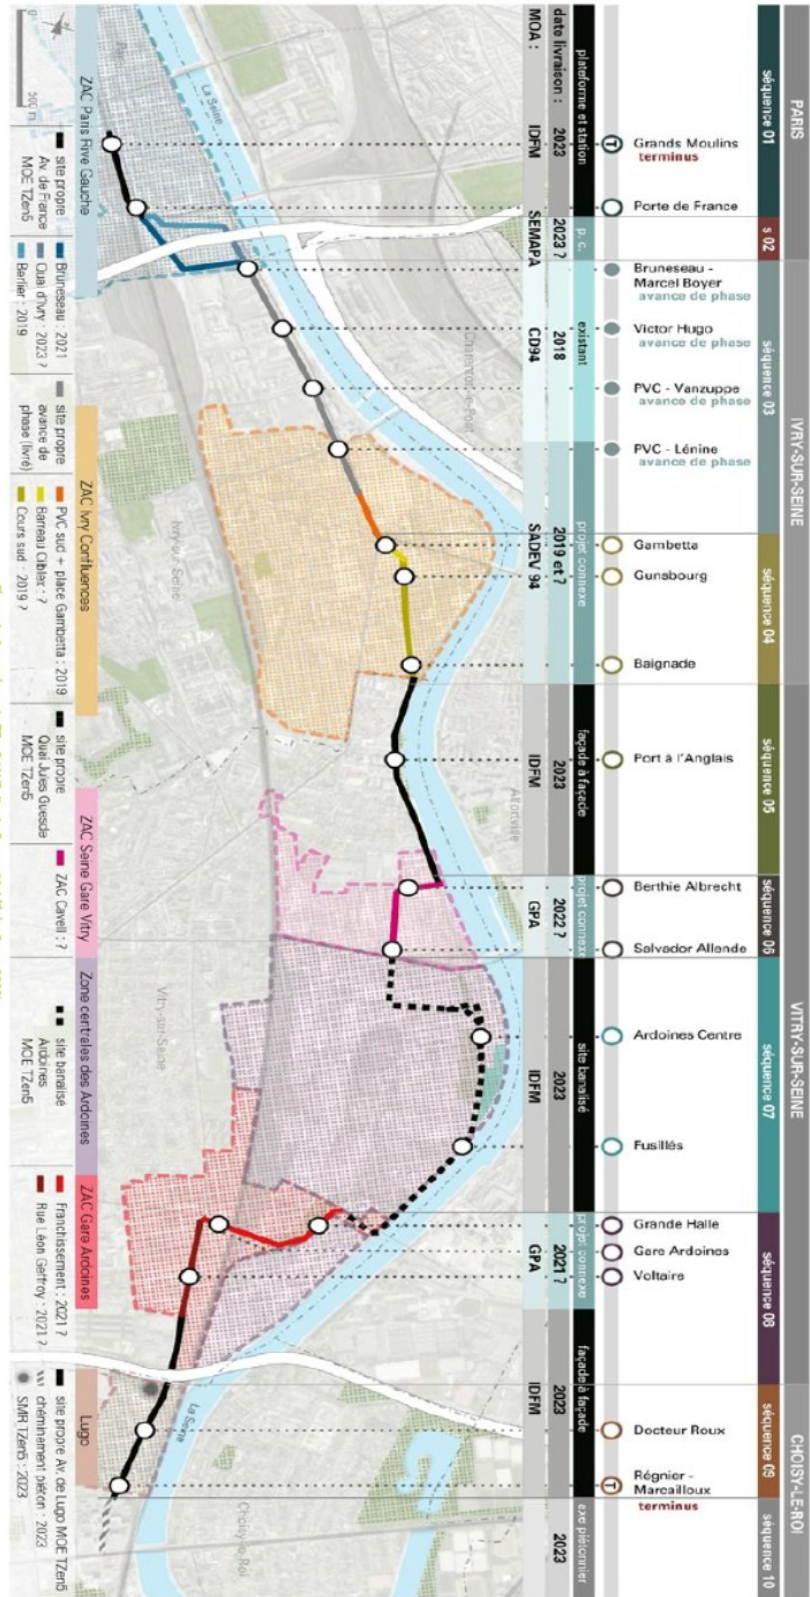 PARIS
IVRY-SUR-SEINE
VITRY-SUR-SEINE
CHOISY-LE-ROI
séquence 01
s 02
séquence 03
séquence 04
séquence 05
séquence 06
séquence 07
séquence 08
séquence 09
séquence 10
Grands Moulins
terminus
Porte de France
Bruneseau -
Marcel Boyer
avance de phase
Victor Hugo
avance de phase
PVC - Vanzuppe
avance de phase
PVC - Lénine
avance de phase
Gambetta
Gunsbourg
Baignade
Port à l'Anglais
Berthie Albrecht
Salvador Allende
Ardoines Centre
Fusillés
Grande Halle
Gare Ardoines
Voltaire
Docteur Roux
Régnier -
Marcailloux
terminus
T
T
plateforme et station
p. c.
existant
projet connexe
façade à façade
projet connexe
site banalisé
projet connexe
façade à façade
axe piétonnier
date livraison :
2023
2023 ?
2018
2019 et ?
2023
2022 ?
2023
2021 ?
2023
2023
MOA :
IDFM
SEMAPA
CD94
SADEV 94
IDFM
GPA
IDFM
GPA
IDFM
La Seine
Charenton-le-Pont
Paris
Ivry-sur-Seine
Alfortville
Vitry-sur-Seine
La Seine
Choisy-le-Roi
0
500 m
ZAC Paris Rive Gauche
ZAC Ivry Confluences
ZAC Seine Gare Vitry
Zone centrales des Ardoines
ZAC Gare Ardoines
Lugo
site propre
Av. de France
MOE TZen5
Bruneseau : 2021
Quai d'Ivry : 2023 ?
Berlier : 2019
site propre
avance de
phase (livré)
PVC sud + place Gambetta : 2019
Barreau Ciblex : ?
Cours sud : 2019 ?
site propre
Quai Jules Guesde
MOE TZen5
ZAC Cavell : ?
site banalisé
Ardoines
MOE TZen5
Franchissement : 2021 ?
Rue Léon Geffroy : 2021 ?
site propre Av. de Lugo MOE TZen5
cheminement piéton : 2023
SMR TZen5 : 2023